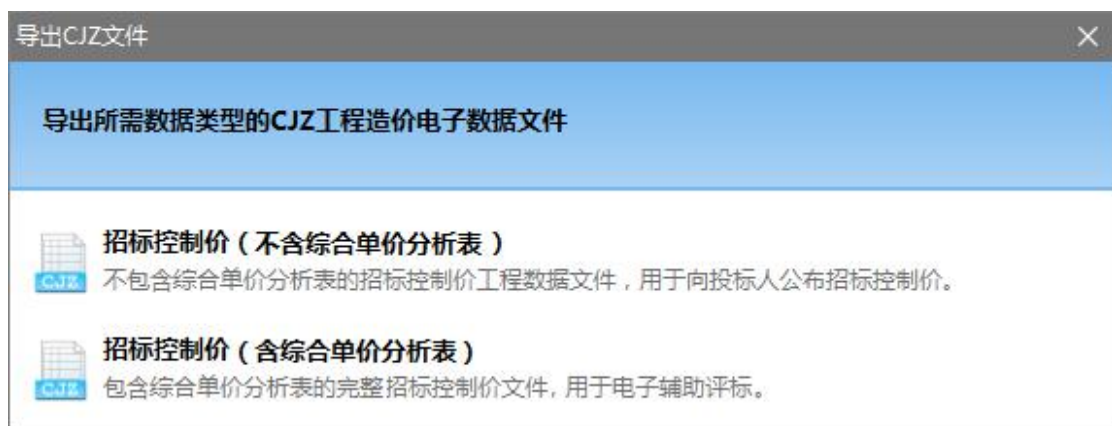 导出CJZ文件
导出所需数据类型的CJZ工程造价电子数据文件
招标控制价（不含综合单价分析表）
CJZ 不包含综合单价分析表的招标控制价工程数据文件，用于向投标人公布招标控制价。
招标控制价 ( 含综合单价分析表 )
CJZ 包含综合单价分析表的完整招标控制价文件, 用于电子辅助评标。